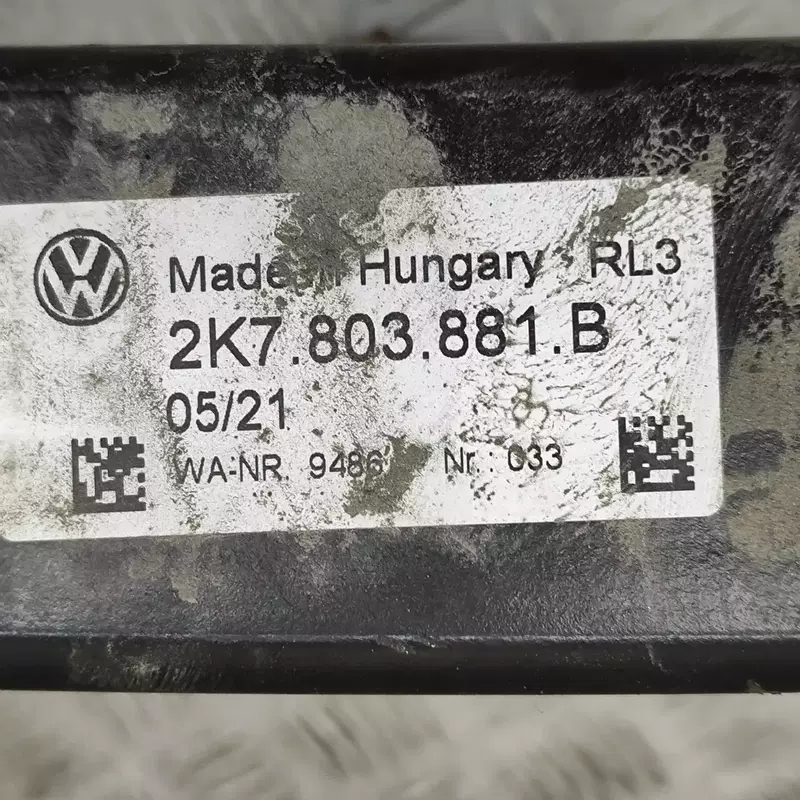 Made in Hungary RL3
2K7.803.881.B
05/21
WA-NR. 9486 Nr.: 033